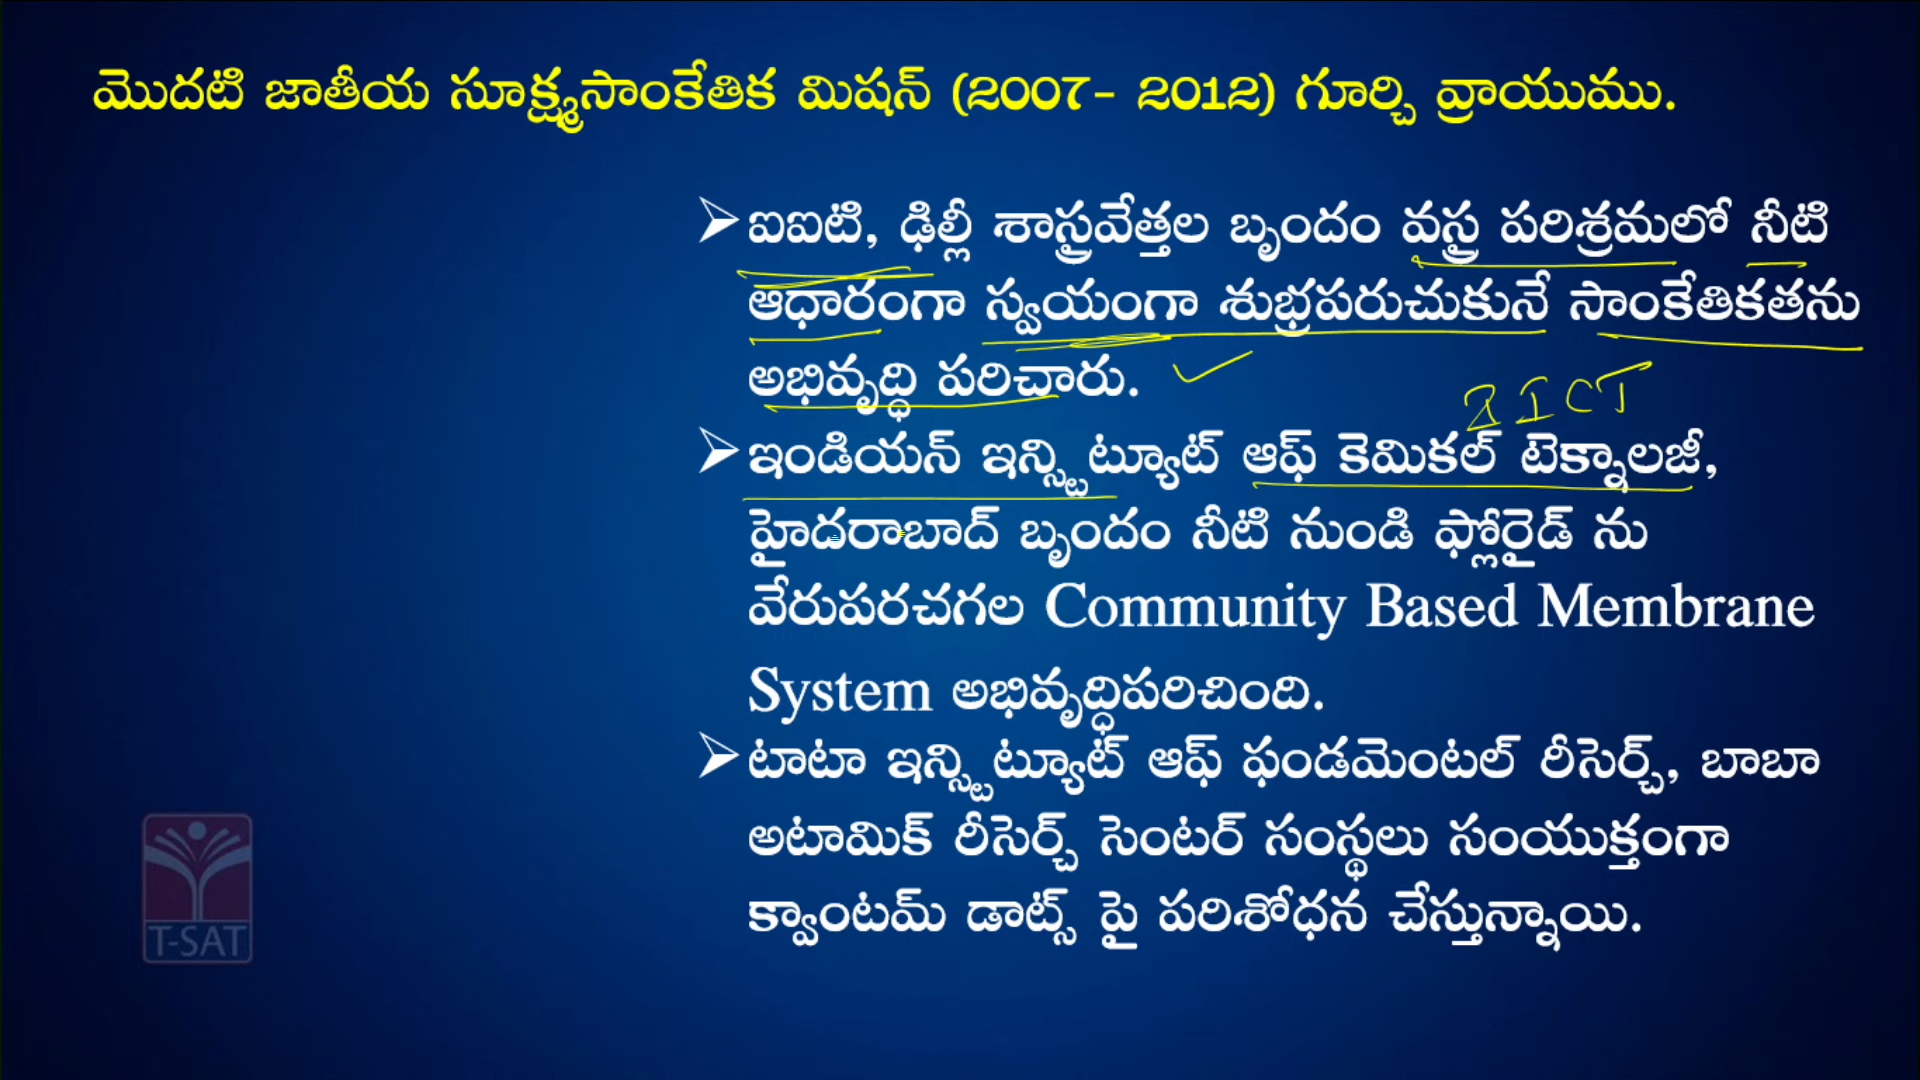 మొదటి జాతీయ సూక్ష్మసాంకేతిక మిషన్ (2007- 2012) గూర్చి వ్రాయుము.
➢ఐఐటి, ఢిల్లీ శాస్త్రవేత్తల బృందం వస్త్ర పరిశ్రమలో నీటి
ఆధారంగా స్వయంగా శుభ్రపరుచుకునే సాంకేతికతను
అభివృద్ధి పరిచారు.
IICT
➢ఇండియన్ ఇన్స్టిట్యూట్ ఆఫ్ కెమికల్ టెక్నాలజీ,
హైదరాబాద్ బృందం నీటి నుండి ఫ్లోరైడ్ ను
వేరుపరచగల Community Based Membrane
System అభివృద్ధిపరిచింది.
➢టాటా ఇన్స్టిట్యూట్ ఆఫ్ ఫండమెంటల్ రీసెర్చ్, బాబా
అటామిక్ రీసెర్చ్ సెంటర్ సంస్థలు సంయుక్తంగా
క్వాంటమ్ డాట్స్ పై పరిశోధన చేస్తున్నాయి.
T-SAT